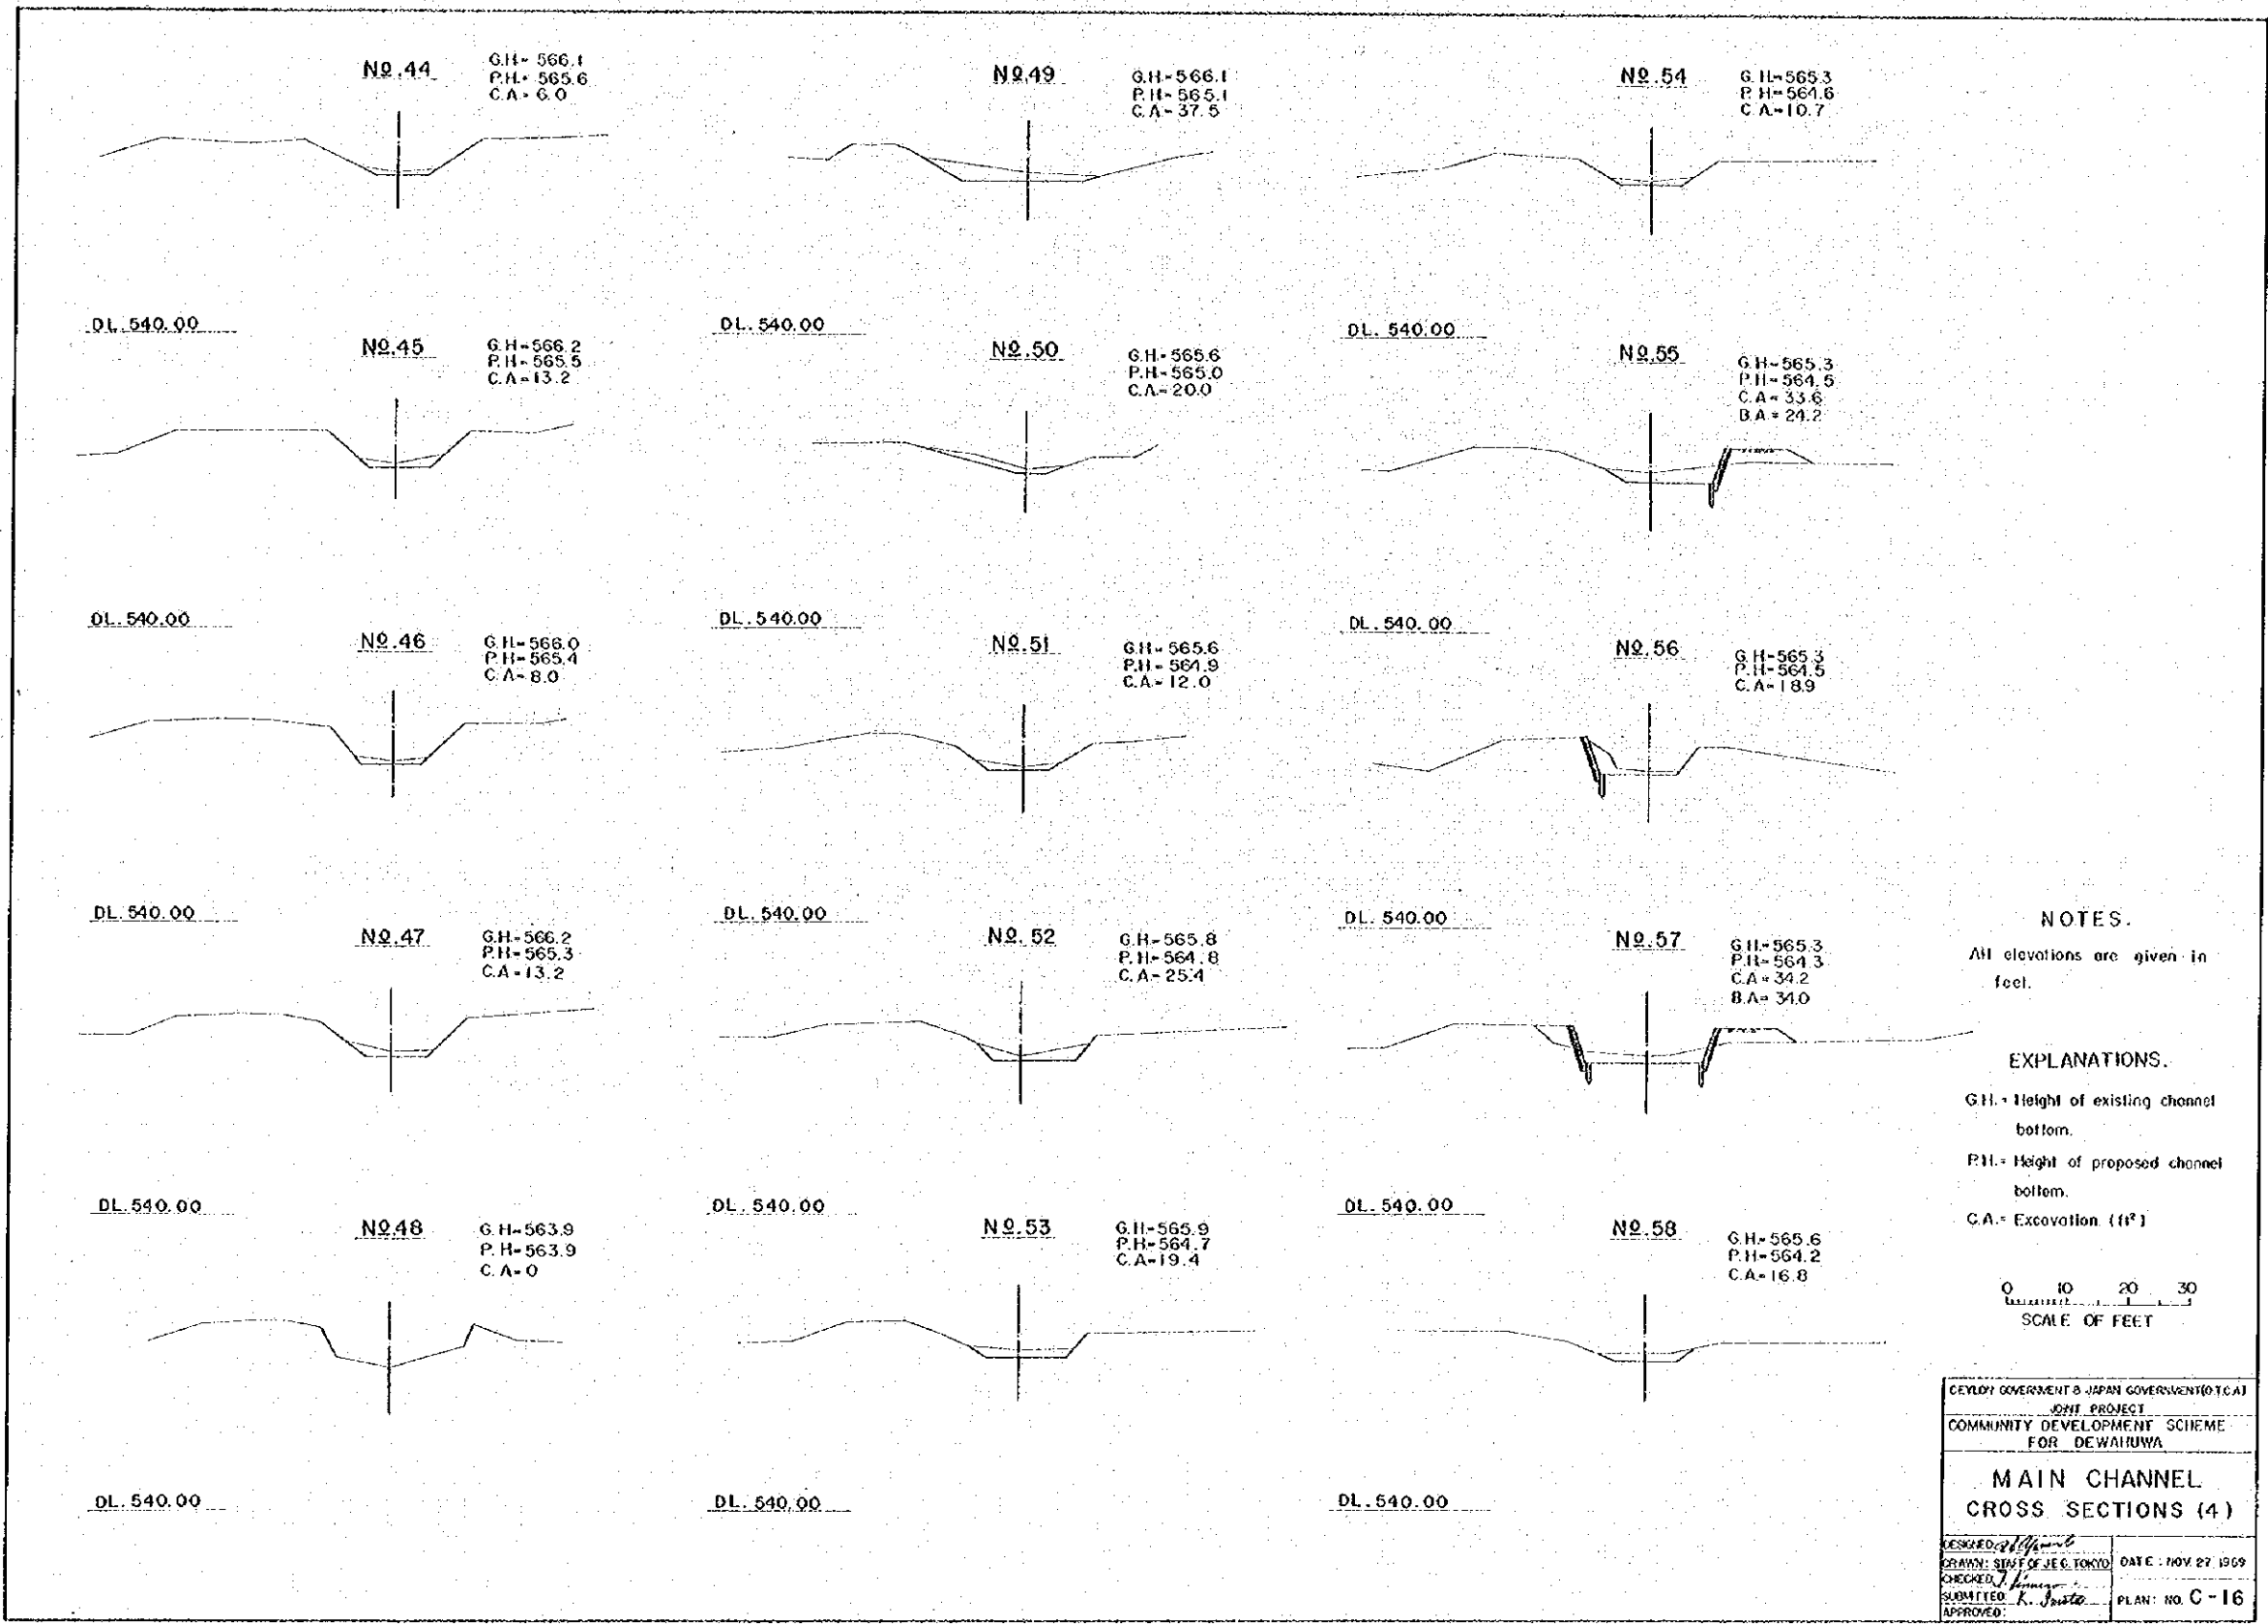 NO.44
G.H= 566.1
P.H= 565.6
C.A= 6.0
DL. 540.00
NO.45
G.H=566.2
P.H=565.5
C.A=13.2
DL. 540.00
NO.46
G.H=566.0
P.H=565.4
C.A=8.0
DL. 540.00
NO.47
G.H.=566.2
P.H=565.3
C.A=13.2
DL. 540.00
NO.48
G.H=563.9
P.H=563.9
C.A=0
DL. 540.00
NO.49
G.H=566.1
P.H=565.1
C.A=37.5
DL. 540.00
NO.50
G.H=565.6
P.H=565.0
C.A=20.0
DL. 540.00
NO.51
G.H=565.6
P.H=564.9
C.A=12.0
DL. 540.00
NO.52
G.H=565.8
P.H=564.8
C.A=25.4
DL. 540.00
NO.53
G.H=565.9
P.H=564.7
C.A=19.4
DL. 540.00
NO.54
G.H=565.3
P.H=564.6
C.A=10.7
DL. 540.00
NO.55
G.H=565.3
P.H=564.5
C.A=33.6
B.A=24.2
DL. 540.00
NO.56
G.H=565.3
P.H=564.5
C.A=18.9
DL. 540.00
NO.57
G.H=565.3
P.H=564.3
C.A=34.2
B.A=34.0
DL. 540.00
NO.58
G.H=565.6
P.H=564.2
C.A=16.8
DL. 540.00
NOTES.
All elevations are given in
feet.
EXPLANATIONS.
G.H.= Height of existing channel
bottom.
P.H.= Height of proposed channel
bottom.
C.A.= Excavation (ft²)
0 10 20 30
SCALE OF FEET
CEYLON GOVERNMENT & JAPAN GOVERNMENT(O.T.C.A)
JOINT PROJECT
COMMUNITY DEVELOPMENT SCHEME
FOR DEWAHUWA
MAIN CHANNEL
CROSS SECTIONS (4)
DESIGNED:
DRAWN: STAFF OF J.E.C. TOKYO
DATE: NOV. 27, 1969
CHECKED:
SUBMITTED: K.
PLAN: NO. C-16
APPROVED: